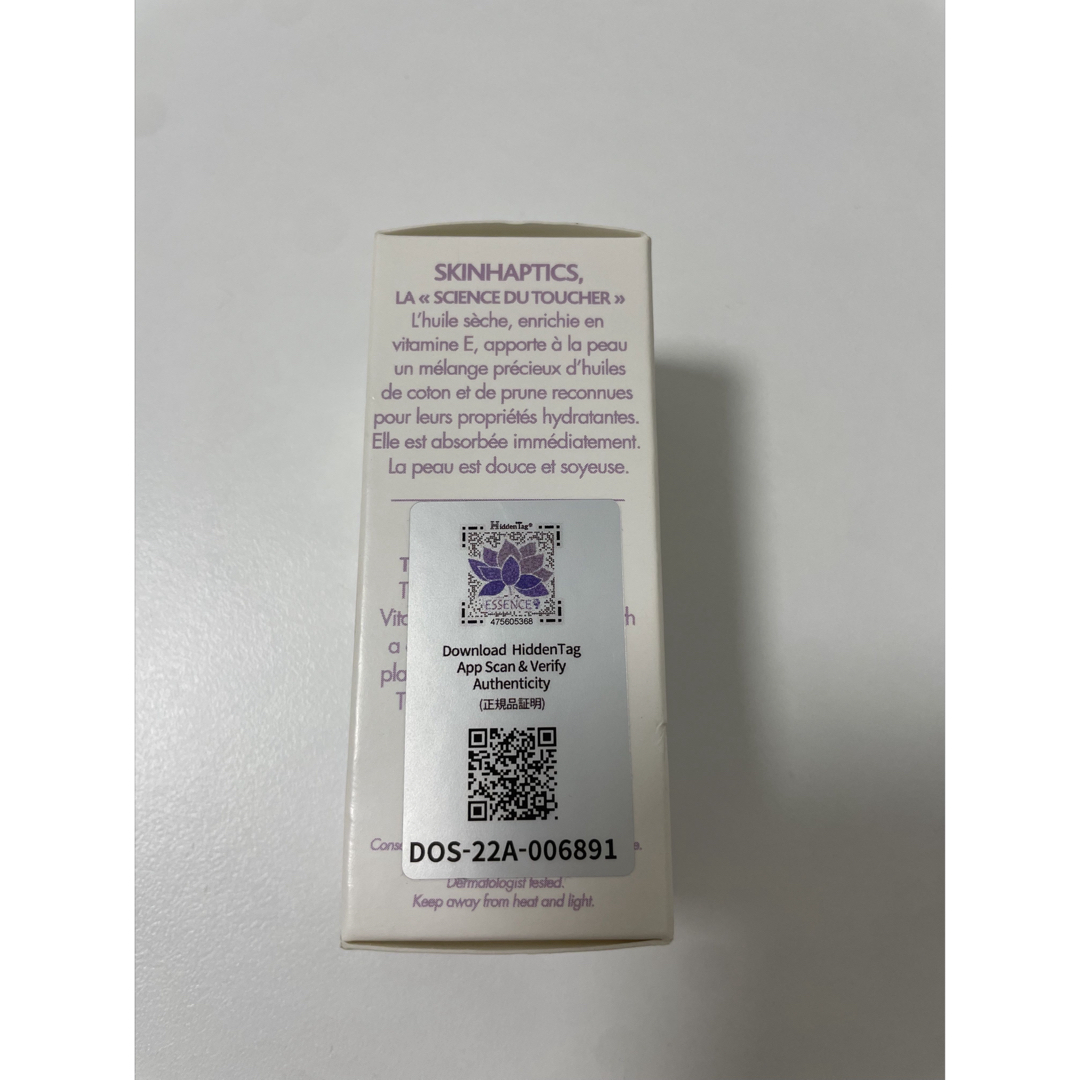 SKINHAPTICS,
LA « SCIENCE DU TOUCHER »
L'huile sèche, enrichie en
vitamine E, apporte à la peau
un mélange précieux d'huiles
de coton et de prune reconnues
pour leurs propriétés hydratantes.
Elle est absorbée immédiatement.
La peau est douce et soyeuse.
HiddenTag®
ESSENCE
475605368
Download HiddenTag
App Scan & Verify
Authenticity
(正規品証明)
DOS-22A-006891
Dermatologist tested.
Keep away from heat and light.